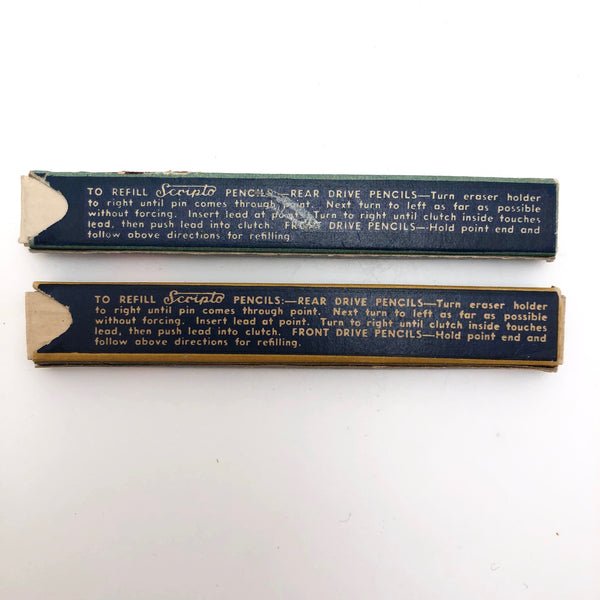 TO REFILL Scripto PENCILS:—REAR DRIVE PENCILS—Turn eraser holder
to right until pin comes through point. Next turn to left as far as possible
without forcing. Insert lead at point. Turn to right until clutch inside touches
lead, then push lead into clutch. FRONT DRIVE PENCILS—Hold point end and
follow above directions for refilling.
TO REFILL Scripto PENCILS:—REAR DRIVE PENCILS—Turn eraser holder
to right until pin comes through point. Next turn to left as far as possible
without forcing. Insert lead at point. Turn to right until clutch inside touches
lead, then push lead into clutch. FRONT DRIVE PENCILS—Hold point end and
follow above directions for refilling.